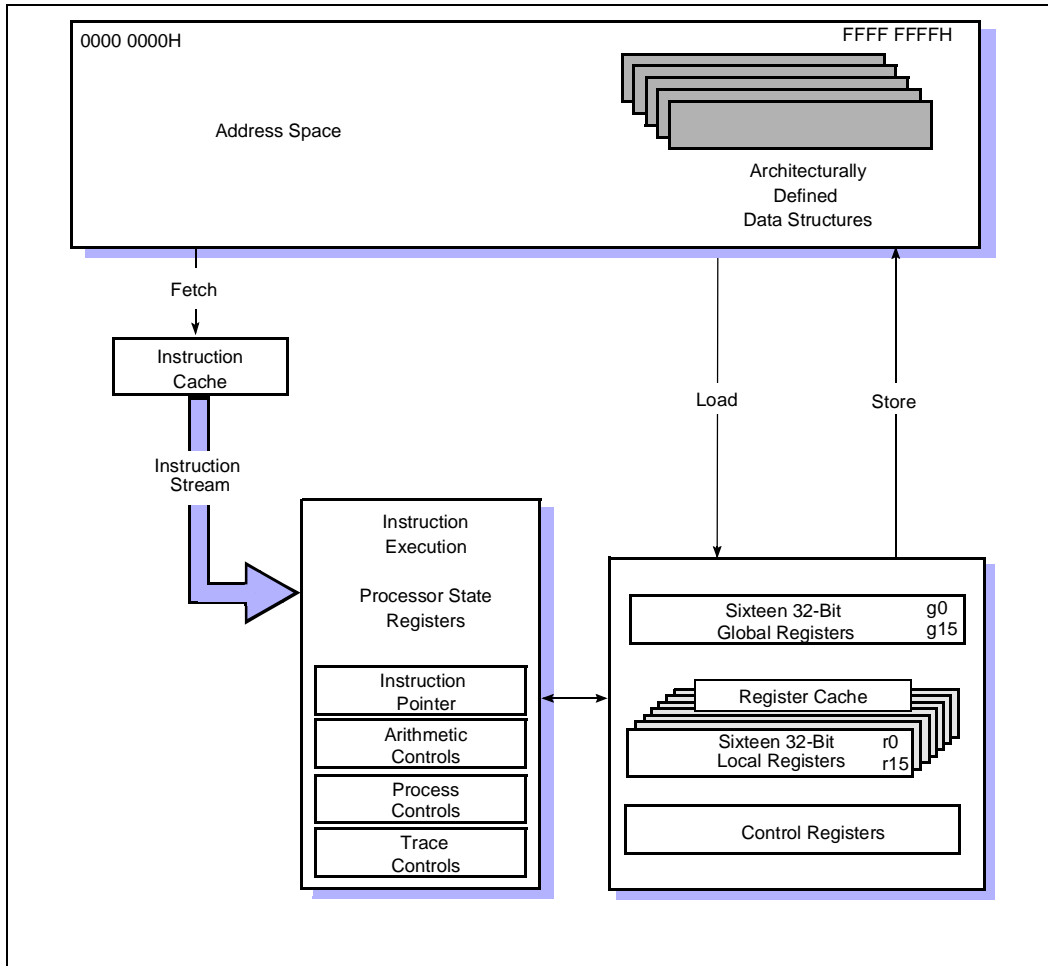 0000 0000H
FFFF FFFFH
Address Space
Architecturally
Defined
Data Structures
Fetch
Instruction
Cache
Load
Store
Instruction
Stream
Instruction
Execution
Processor State
Registers
Instruction
Pointer
Arithmetic
Controls
Process
Controls
Trace
Controls
Sixteen 32-Bit g0
Global Registers g15
Register Cache
Sixteen 32-Bit r0
Local Registers r15
Control Registers